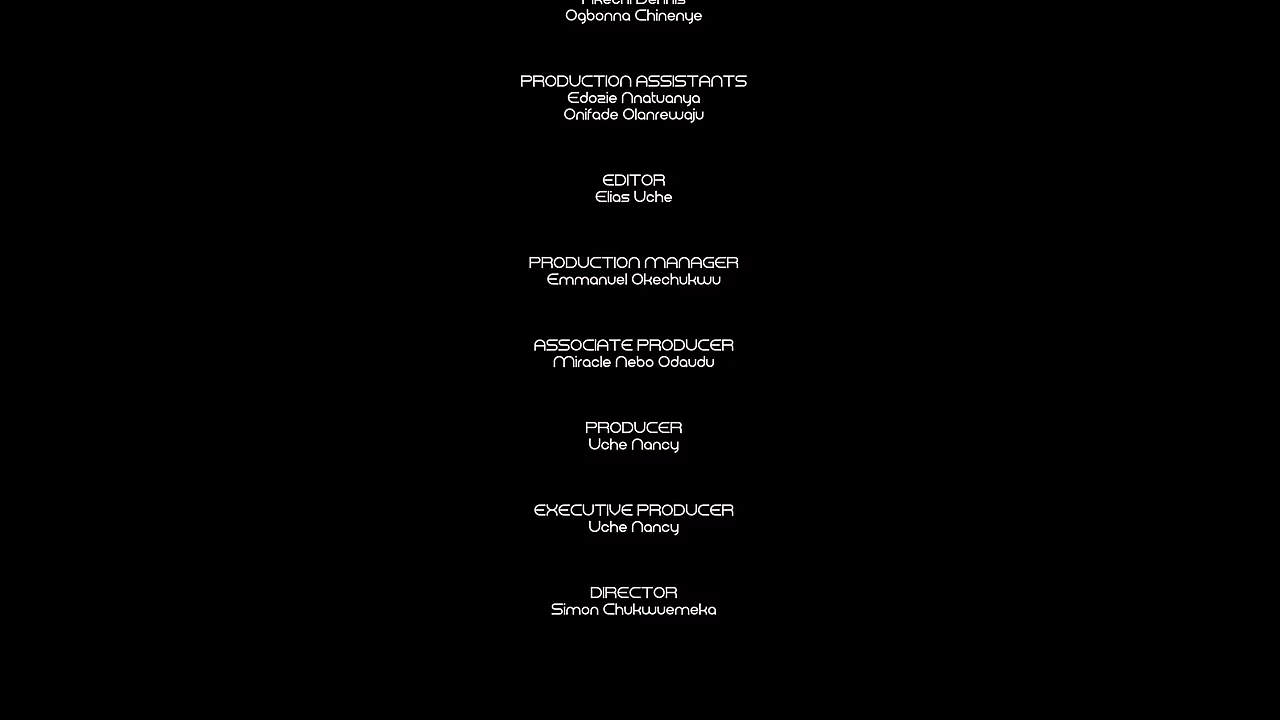 Ogbonna Chinenye
PRODUCTION ASSISTANTS
Edozie Nnatuanya
Onifade Olanrewaju
EDITOR
Elias Uche
PRODUCTION MANAGER
Emmanuel Okechukwu
ASSOCIATE PRODUCER
Miracle Nebo Odaudu
PRODUCER
Uche Nancy
EXECUTIVE PRODUCER
Uche Nancy
DIRECTOR
Simon Chukwuemeka